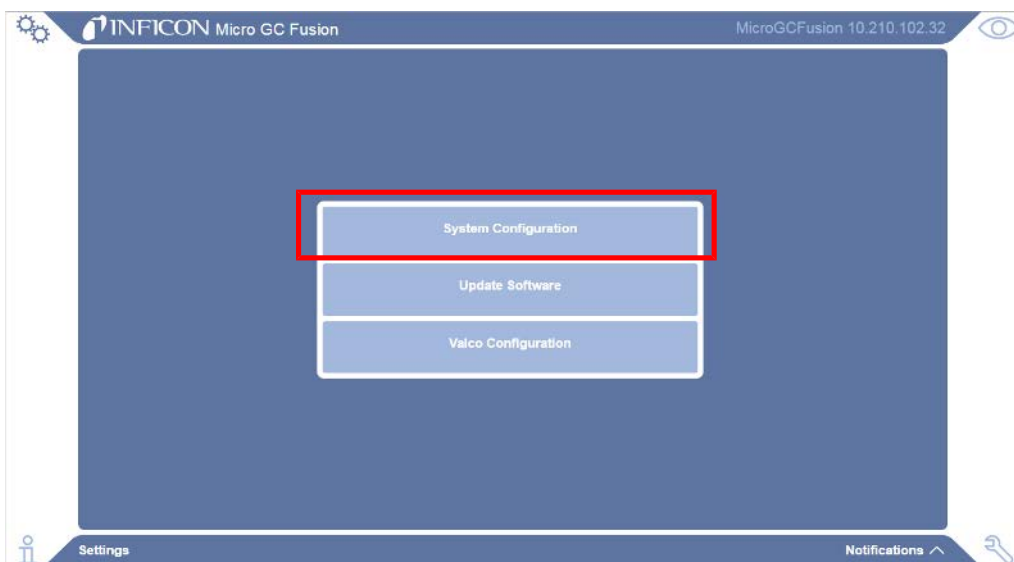 INFICON Micro GC Fusion
MicroGCFusion 10.210.102.32
System Configuration
Update Software
Valco Configuration
Settings
Notifications